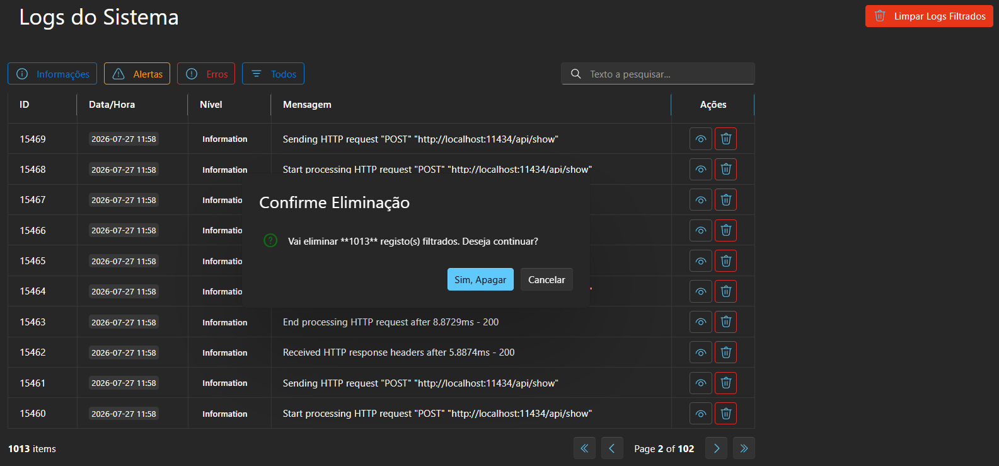 Logs do Sistema
Limpar Logs Filtrados
Informações Alertas Erros Todos Texto a pesquisar...
ID Data/Hora Nível Mensagem Ações
15469 2026-07-27 11:58 Information Sending HTTP request "POST" "http://localhost:11434/api/show"
15468 2026-07-27 11:58 Information Start processing HTTP request "POST" "http://localhost:11434/api/show"
15467 2026-07-27 11:58 Informatio
15466 2026-07-27 11:58 Informatio
15465 2026-07-27 11:58 Informatio
15464 2026-07-27 11:58 Informatio
Confirme Eliminação
Vai eliminar **1013** registo(s) filtrados. Deseja continuar?
Sim, Apagar Cancelar
15463 2026-07-27 11:58 Information End processing HTTP request after 8.8729ms - 200
15462 2026-07-27 11:58 Information Received HTTP response headers after 5.8874ms - 200
15461 2026-07-27 11:58 Information Sending HTTP request "POST" "http://localhost:11434/api/show"
15460 2026-07-27 11:58 Information Start processing HTTP request "POST" "http://localhost:11434/api/show"
1013 items Page 2 of 102